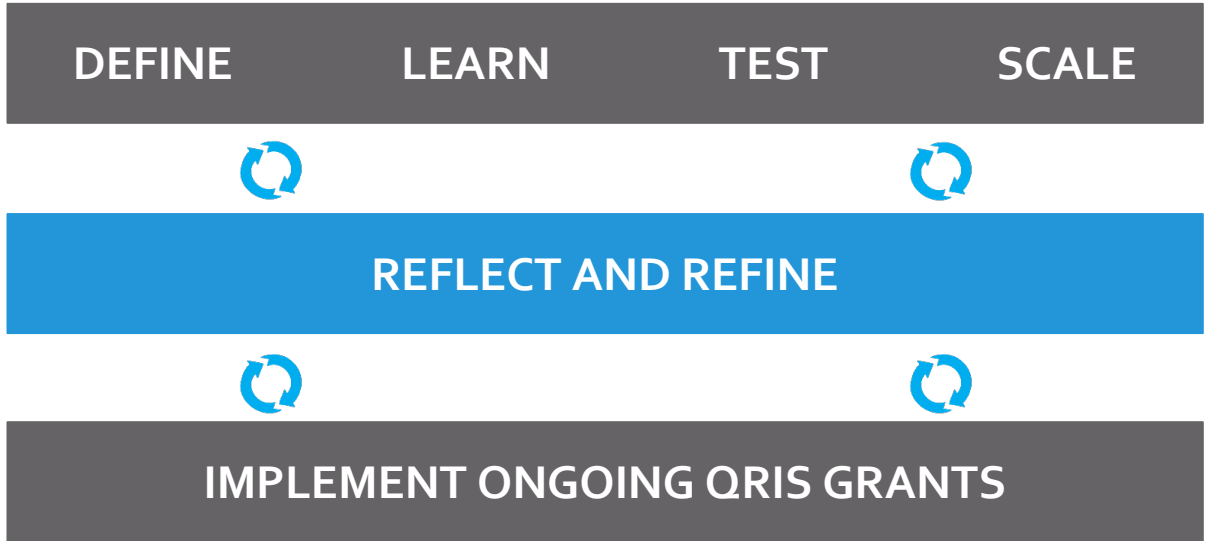 DEFINE LEARN TEST SCALE
REFLECT AND REFINE
IMPLEMENT ONGOING QRIS GRANTS